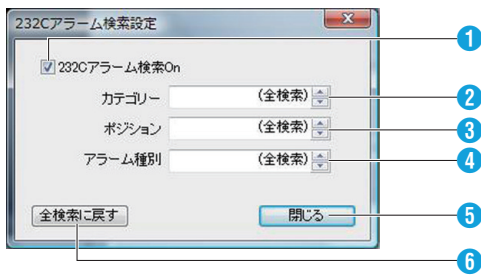 232Cアラーム検索設定
1
232Cアラーム検索On
カテゴリー (全検索) 2
ポジション (全検索) 3
アラーム種別 (全検索) 4
全検索に戻す 閉じる 5
6